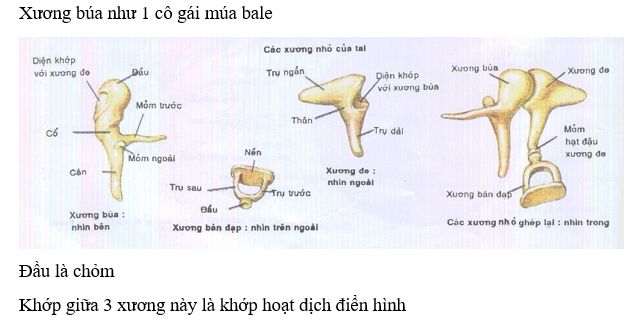 Xương búa như 1 cô gái múa bale
Các xương nhỏ của tai
Diện khớp
với xương đe
Đầu
Mỏm trước
Cổ
Mỏm ngoài
Cán
Xương búa :
nhìn bên
Trụ ngắn
Diện khớp
với xương búa
Thân
Trụ dài
Xương đe :
nhìn ngoài
Nền
Trụ sau
Trụ trước
Đầu
Xương bàn đạp : nhìn trên ngoài
Xương búa
Xương đe
Mỏm
hạt đậu
xương đe
Xương bàn đạp
Các xương nhỏ ghép lại : nhìn trong
Đầu là chỏm
Khớp giữa 3 xương này là khớp hoạt dịch điển hình